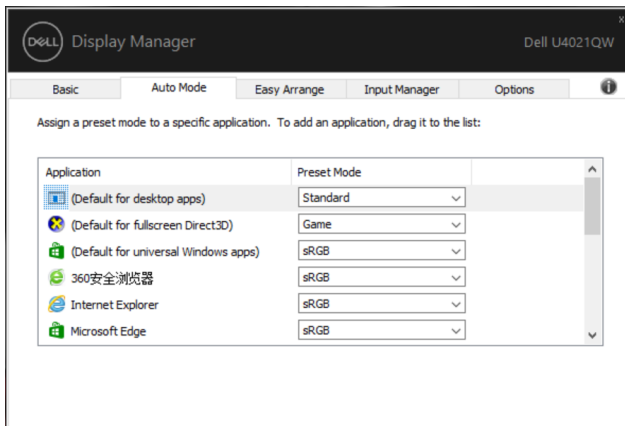 DELL Display Manager Dell U4021QW
x
Basic Auto Mode Easy Arrange Input Manager Options i
Assign a preset mode to a specific application. To add an application, drag it to the list:
Application Preset Mode
(Default for desktop apps) Standard
(Default for fullscreen Direct3D) Game
(Default for universal Windows apps) sRGB
360安全浏览器 sRGB
Internet Explorer sRGB
Microsoft Edge sRGB